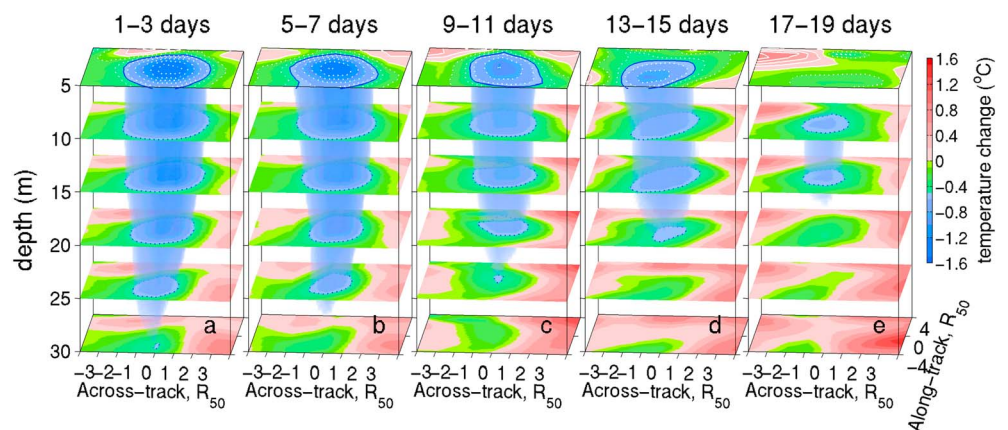 1−3 days 5−7 days 9−11 days 13−15 days 17−19 days
depth (m)
5
10
15
20
25
30
a b c d e
−3−2−1 0 1 2 3 −3−2−1 0 1 2 3 −3−2−1 0 1 2 3 −3−2−1 0 1 2 3 −3−2−1 0 1 2 3
Across−track, R50 Across−track, R50 Across−track, R50 Across−track, R50 Across−track, R50
4
0
−4
Along−track, R50
1.6
1.2
0.8
0.4
0
−0.4
−0.8
−1.2
−1.6
temperature change (°C)